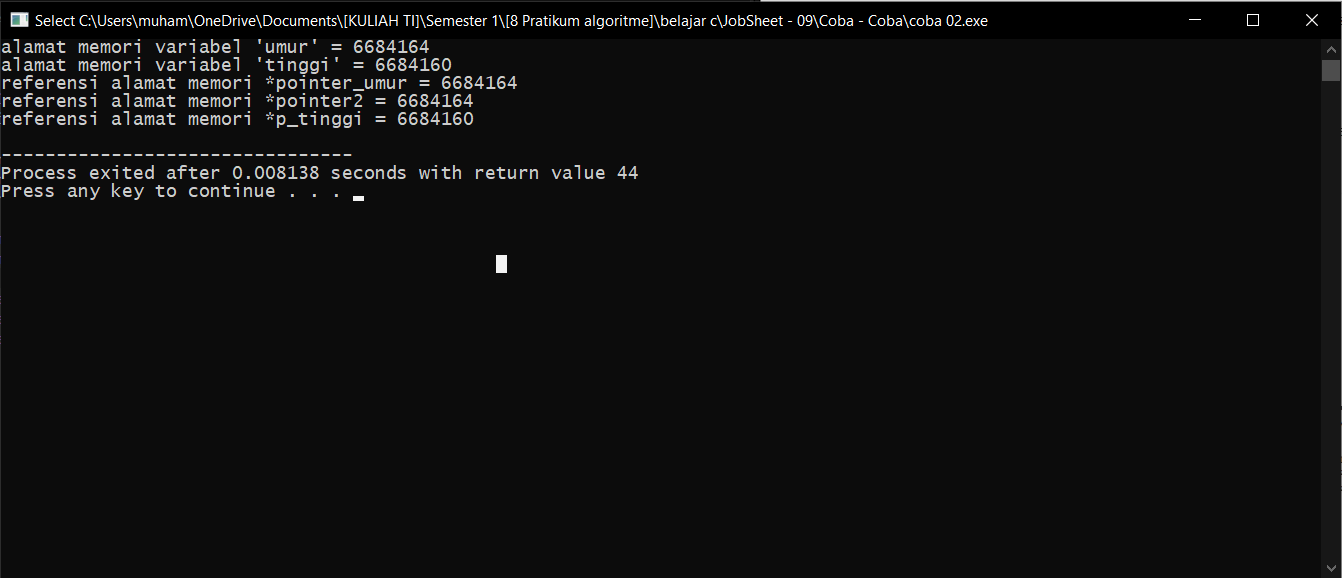 Select C:\Users\muham\OneDrive\Documents\[KULIAH TI]\Semester 1\[8 Pratikum algoritme]\belajar c\JobSheet - 09\Coba - Coba\coba 02.exe
alamat memori variabel 'umur' = 6684164
alamat memori variabel 'tinggi' = 6684160
referensi alamat memori *pointer_umur = 6684164
referensi alamat memori *pointer2 = 6684164
referensi alamat memori *p_tinggi = 6684160
--------------------------------
Process exited after 0.008138 seconds with return value 44
Press any key to continue . . .